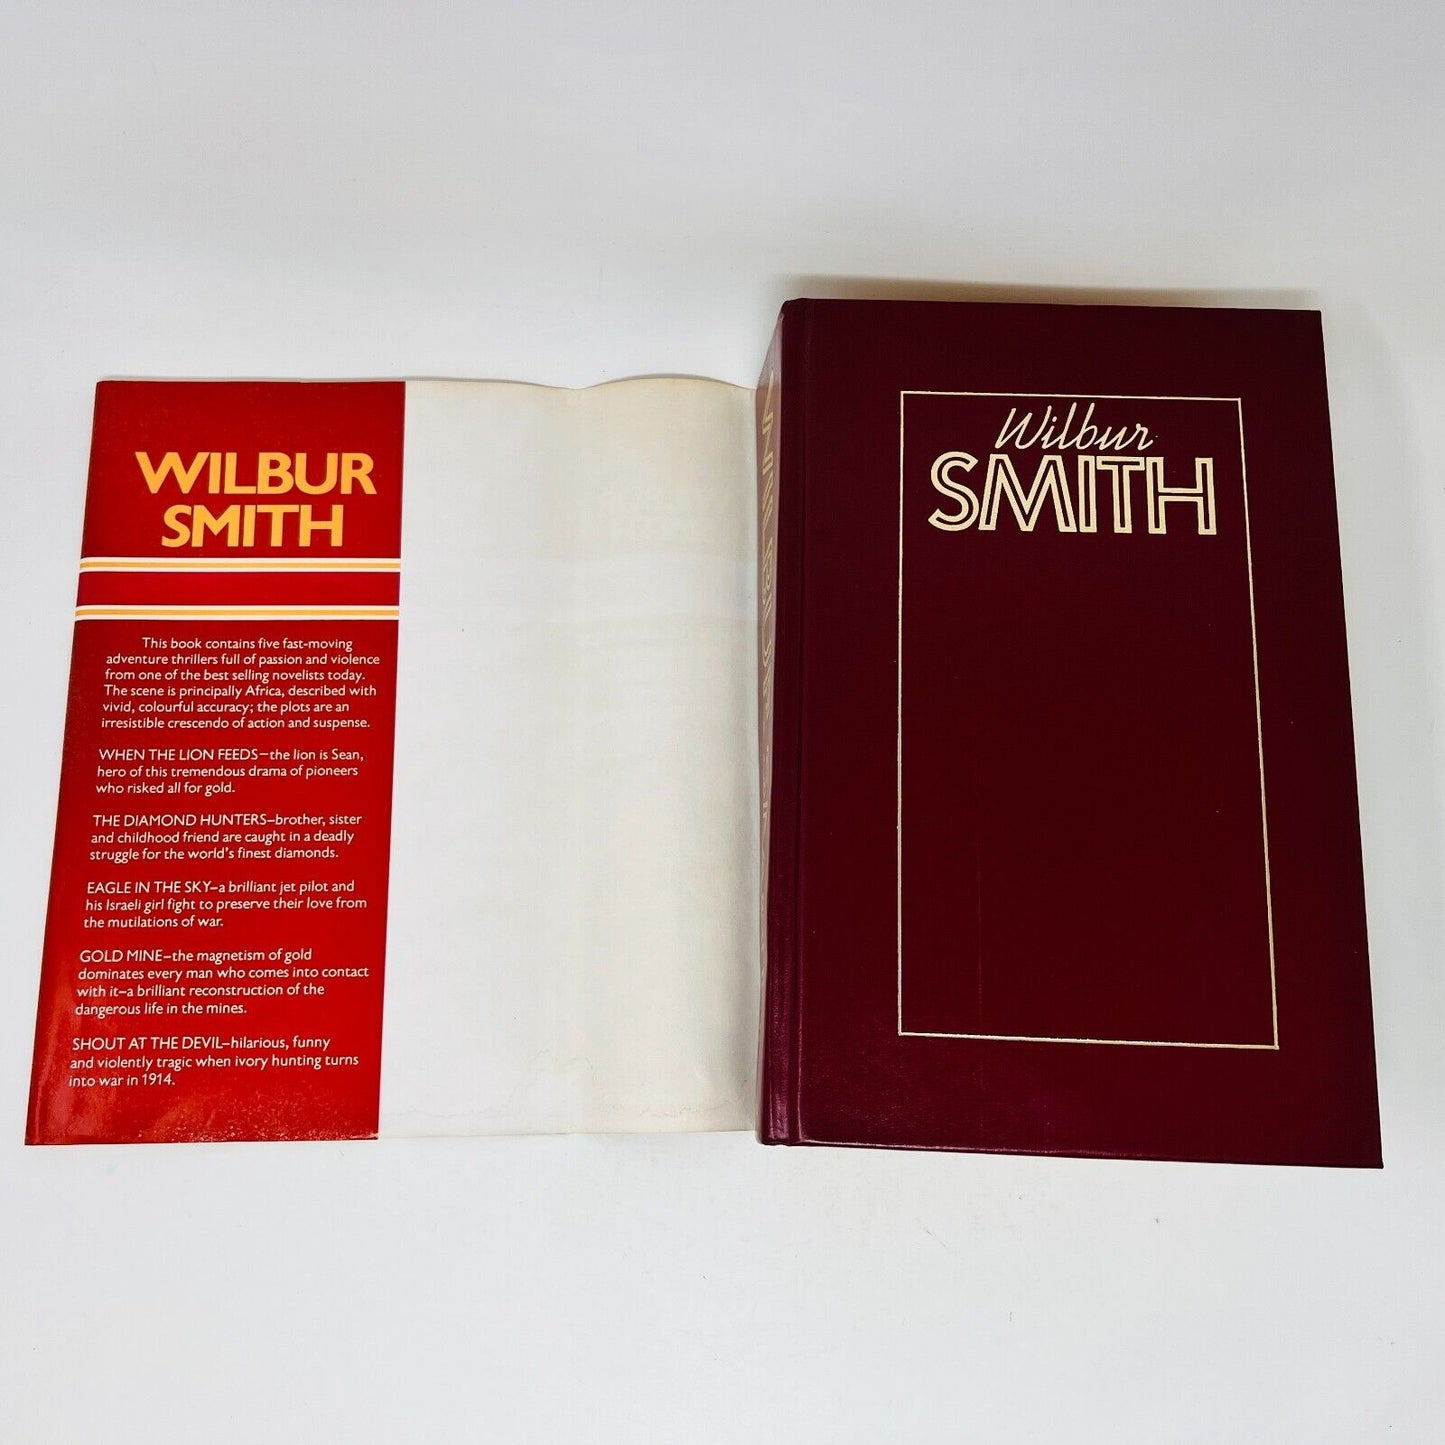 WILBUR
SMITH
This book contains five fast-moving
adventure thrillers full of passion and violence
from one of the best selling novelists today.
The scene is principally Africa, described with
vivid, colourful accuracy; the plots are an
irresistible crescendo of action and suspense.
WHEN THE LION FEEDS—the lion is Sean,
hero of this tremendous drama of pioneers
who risked all for gold.
THE DIAMOND HUNTERS—brother, sister
and childhood friend are caught in a deadly
struggle for the world's finest diamonds.
EAGLE IN THE SKY—a brilliant jet pilot and
his Israeli girl fight to preserve their love from
the mutilations of war.
GOLD MINE—the magnetism of gold
dominates every man who comes into contact
with it—a brilliant reconstruction of the
dangerous life in the mines.
SHOUT AT THE DEVIL—hilarious, funny
and violently tragic when ivory hunting turns
into war in 1914.
Wilbur
SMITH